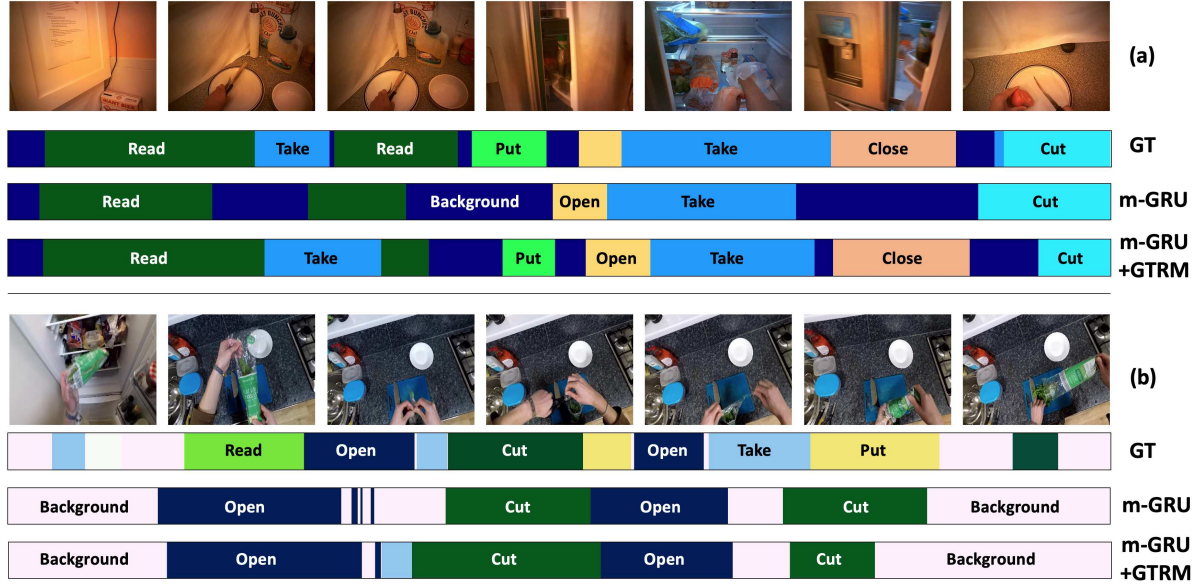 (a)
Read Take Read Put Take Close Cut GT
Read Background Open Take Cut m-GRU
Read Take Put Open Take Close Cut m-GRU
+GTRM
(b)
Read Open Cut Open Take Put GT
Background Open Cut Open Cut Background m-GRU
Background Open Cut Open Cut Background m-GRU
+GTRM